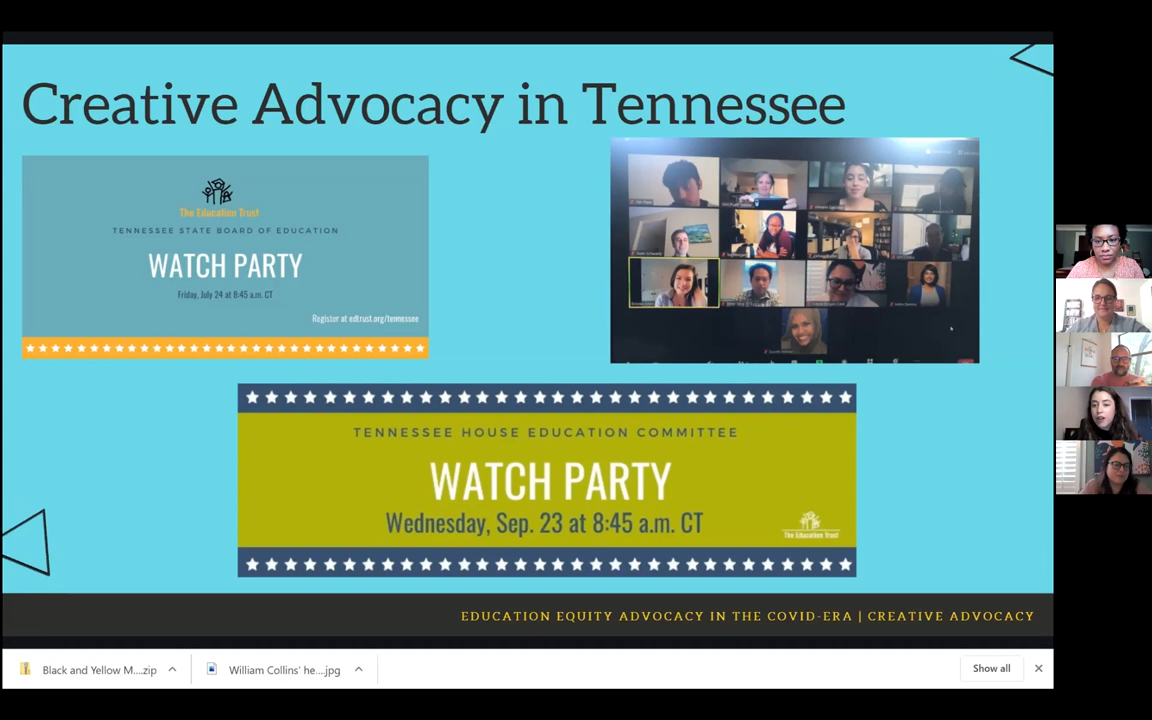 Creative Advocacy in Tennessee
The Education Trust
TENNESSEE STATE BOARD OF EDUCATION
WATCH PARTY
Friday, July 24 at 8:45 a.m. CT
Register at edtrust.org/tennessee
TENNESSEE HOUSE EDUCATION COMMITTEE
WATCH PARTY
Wednesday, Sep. 23 at 8:45 a.m. CT
The Education Trust
EDUCATION EQUITY ADVOCACY IN THE COVID-ERA | CREATIVE ADVOCACY
Black and Yellow M....zip
William Collins' he....jpg
Show all